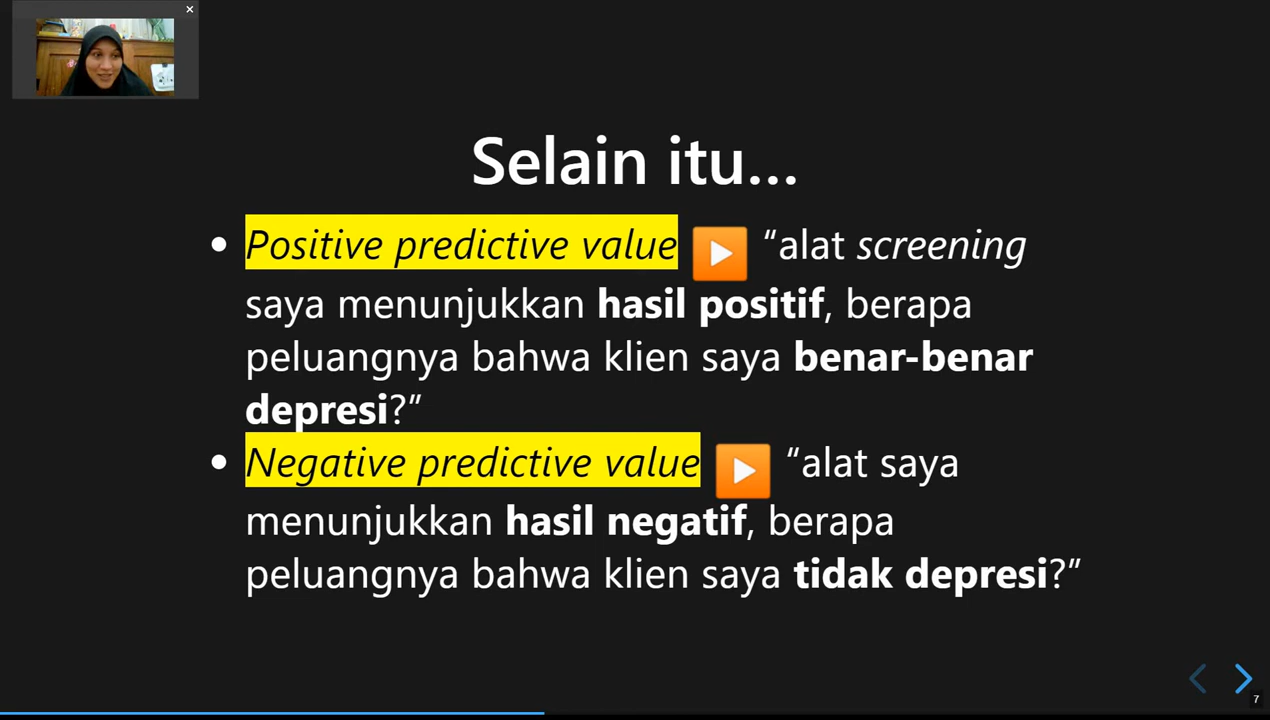 Selain itu...
• Positive predictive value ▶ “alat screening
saya menunjukkan hasil positif, berapa
peluangnya bahwa klien saya benar-benar
depresi?”
• Negative predictive value ▶ “alat saya
menunjukkan hasil negatif, berapa
peluangnya bahwa klien saya tidak depresi?”
7